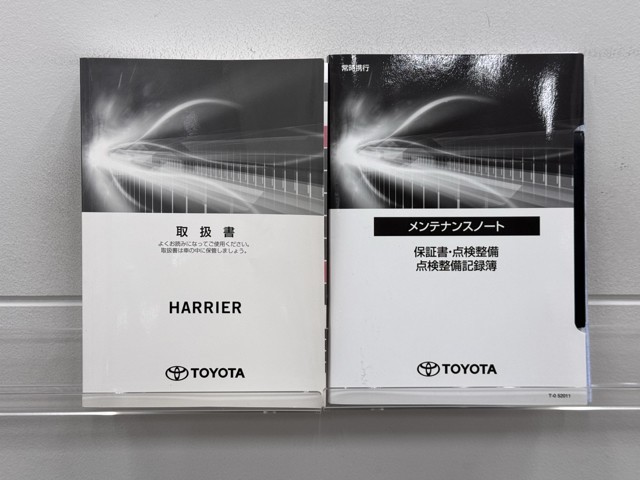 取扱書
よくお読みになってご使用ください。
取扱書は車の中に保管しましょう。
HARRIER
TOYOTA
常時携行
メンテナンスノート
保証書・点検整備
点検整備記録簿
TOYOTA